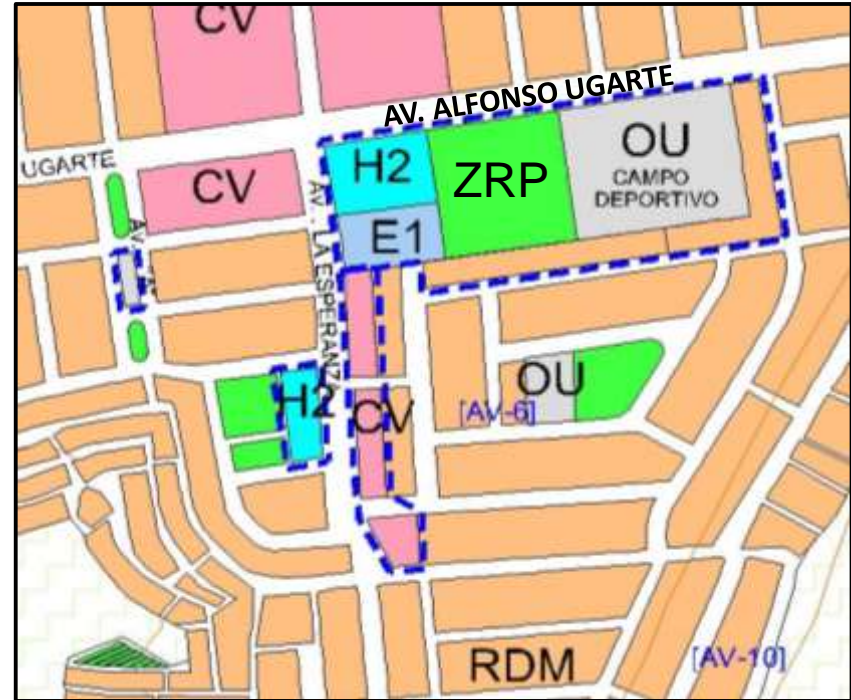 CV
AV. ALFONSO UGARTE
UGARTE
H2
ZRP
OU
CAMPO
DEPORTIVO
CV
E1
AV.
AV. LA ESPERANZA
H2
CV
OU
[AV-6]
RDM
[AV-10]